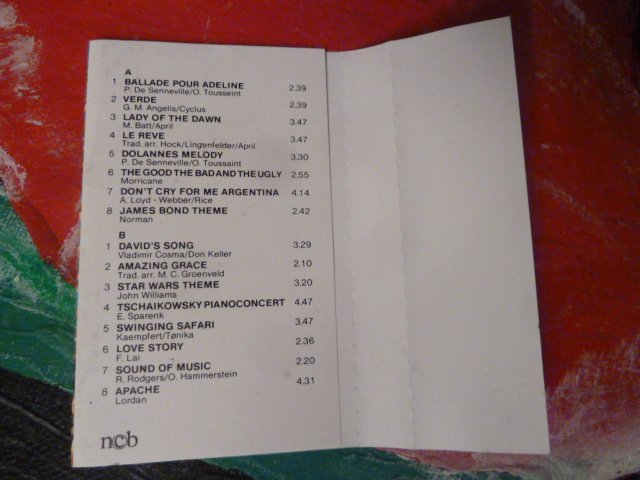 A
1 BALLADE POUR ADELINE
P. De Senneville/O. Tousseint 2.39
2 VERDE
G. M. Angelis/Cyclus 2.39
3 LADY OF THE DAWN
M. Batt/April 3.47
4 LE REVE
Trad. arr. Hock/Lingenfelder/April 3.47
5 DOLANNES MELODY
P. De Senneville/O. Toussaint 3.30
6 THE GOOD THE BAD AND THE UGLY 2.55
Morricane
7 DON'T CRY FOR ME ARGENTINA 4.14
A. Loyd - Webber/Rice
8 JAMES BOND THEME 2.42
Norman
B
1 DAVID'S SONG 3.29
Vladimir Cosma/Don Keller
2 AMAZING GRACE 2.10
Trad. arr. M. C. Groenveld
3 STAR WARS THEME 3.20
John Williams
4 TSCHAIKOWSKY PIANOCONCERT 4.47
E. Sparenk
5 SWINGING SAFARI 3.47
Kaempfert/Tønika
6 LOVE STORY 2.36
F. Lai
7 SOUND OF MUSIC 2.20
R. Rodgers/O. Hammerstein
8 APACHE 4.31
Lordan
ncb